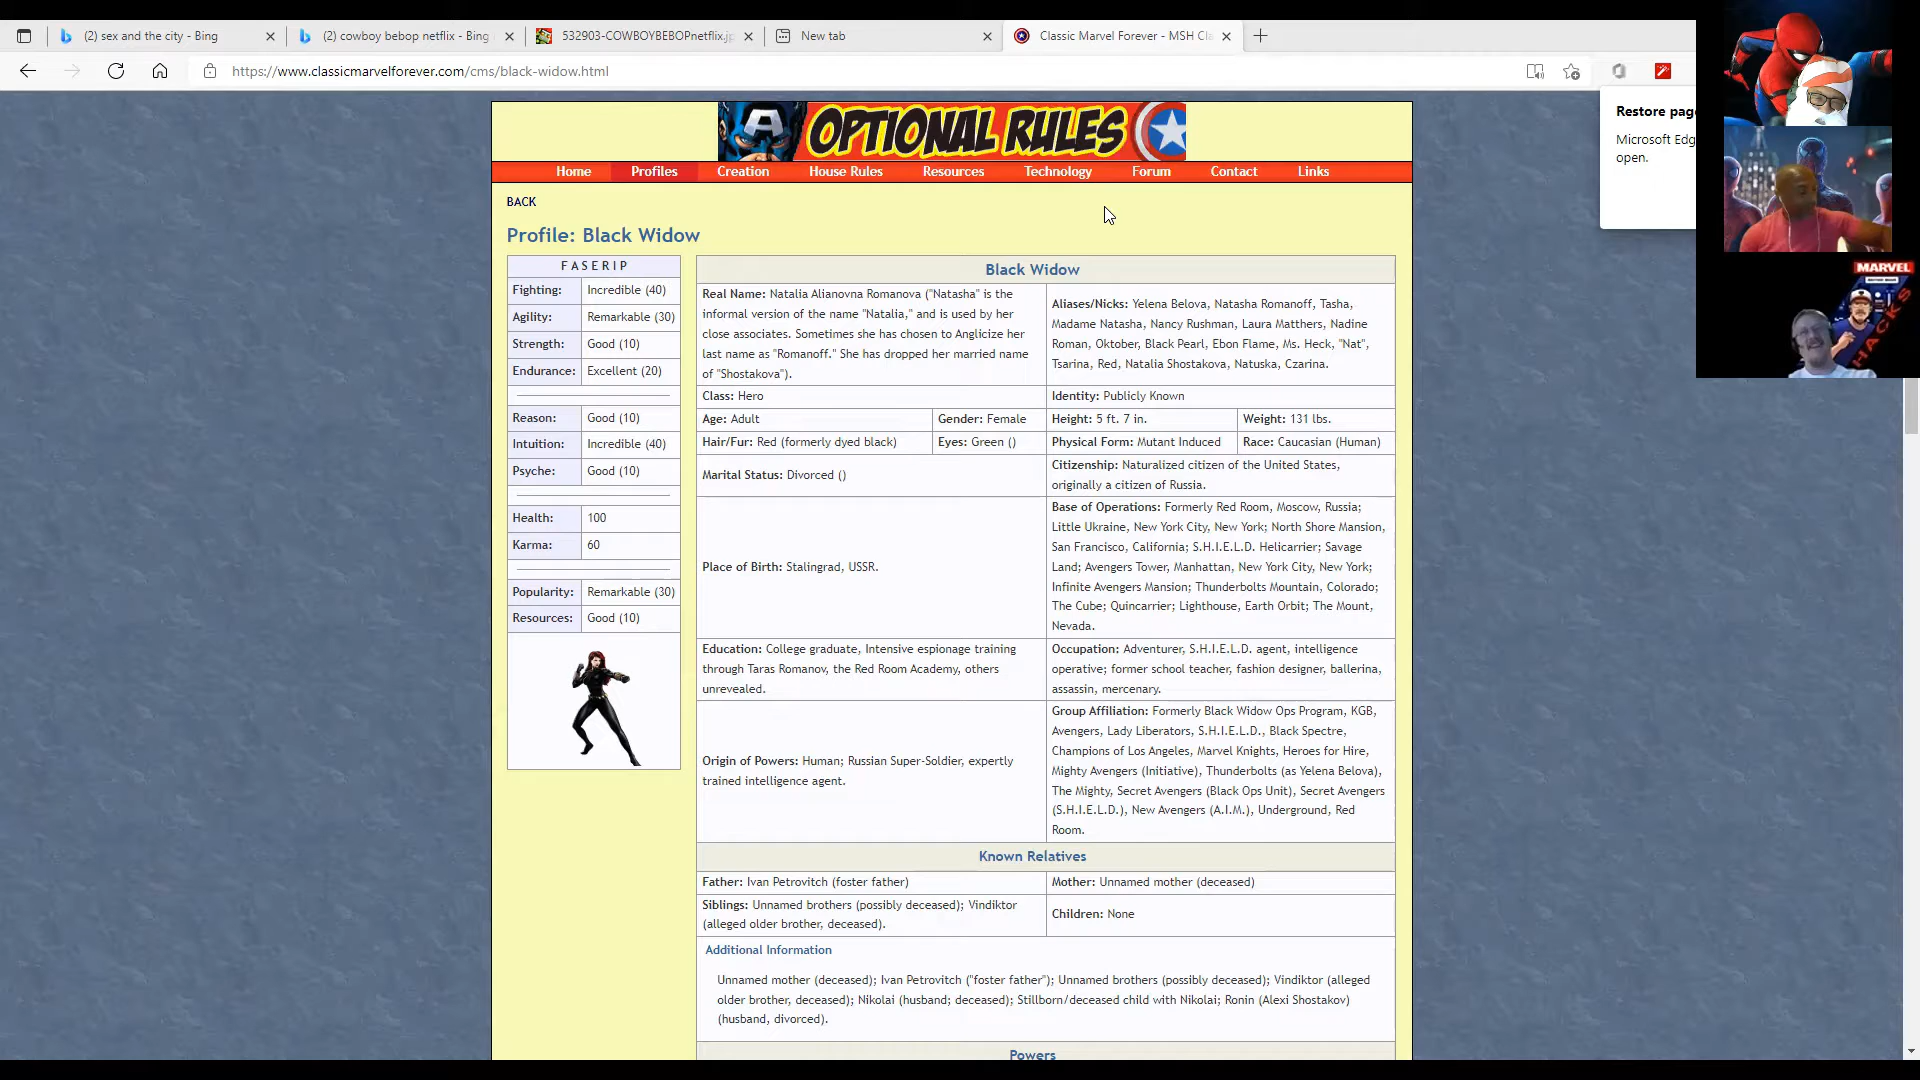 (2) sex and the city - Bing
(2) cowboy bebop netflix - Bing
532903-COWBOYBEBOPnetflix.j
New tab
Classic Marvel Forever - MSH Cla
https://www.classicmarvelforever.com/cms/black-widow.html
Restore pag
Microsoft Edg
open.
MARVEL
OPTIONAL RULES
Home Profiles Creation House Rules Resources Technology Forum Contact Links
BACK
Profile: Black Widow
FASERIP
Fighting: Incredible (40)
Agility: Remarkable (30)
Strength: Good (10)
Endurance: Excellent (20)
Reason: Good (10)
Intuition: Incredible (40)
Psyche: Good (10)
Health: 100
Karma: 60
Popularity: Remarkable (30)
Resources: Good (10)
Black Widow
Real Name: Natalia Alianovna Romanova ("Natasha" is the
informal version of the name "Natalia," and is used by her
close associates. Sometimes she has chosen to Anglicize her
last name as "Romanoff." She has dropped her married name
of "Shostakova").
Aliases/Nicks: Yelena Belova, Natasha Romanoff, Tasha,
Madame Natasha, Nancy Rushman, Laura Matthers, Nadine
Roman, Oktober, Black Pearl, Ebon Flame, Ms. Heck, "Nat",
Tsarina, Red, Natalia Shostakova, Natuska, Czarina.
Class: Hero
Identity: Publicly Known
Age: Adult
Gender: Female
Height: 5 ft. 7 in.
Weight: 131 lbs.
Hair/Fur: Red (formerly dyed black)
Eyes: Green ()
Physical Form: Mutant Induced
Race: Caucasian (Human)
Marital Status: Divorced ()
Citizenship: Naturalized citizen of the United States,
originally a citizen of Russia.
Place of Birth: Stalingrad, USSR.
Base of Operations: Formerly Red Room, Moscow, Russia;
Little Ukraine, New York City, New York; North Shore Mansion,
San Francisco, California; S.H.I.E.L.D. Helicarrier; Savage
Land; Avengers Tower, Manhattan, New York City, New York;
Infinite Avengers Mansion; Thunderbolts Mountain, Colorado;
The Cube; Quincarrier; Lighthouse, Earth Orbit; The Mount,
Nevada.
Education: College graduate, Intensive espionage training
through Taras Romanov, the Red Room Academy, others
unrevealed.
Occupation: Adventurer, S.H.I.E.L.D. agent, intelligence
operative; former school teacher, fashion designer, ballerina,
assassin, mercenary.
Origin of Powers: Human; Russian Super-Soldier, expertly
trained intelligence agent.
Group Affiliation: Formerly Black Widow Ops Program, KGB,
Avengers, Lady Liberators, S.H.I.E.L.D., Black Spectre,
Champions of Los Angeles, Marvel Knights, Heroes for Hire,
Mighty Avengers (Initiative), Thunderbolts (as Yelena Belova),
The Mighty, Secret Avengers (Black Ops Unit), Secret Avengers
(S.H.I.E.L.D.), New Avengers (A.I.M.), Underground, Red
Room.
Known Relatives
Father: Ivan Petrovitch (foster father)
Mother: Unnamed mother (deceased)
Siblings: Unnamed brothers (possibly deceased); Vindiktor
(alleged older brother, deceased).
Children: None
Additional Information
Unnamed mother (deceased); Ivan Petrovitch ("foster father"); Unnamed brothers (possibly deceased); Vindiktor (alleged
older brother, deceased); Nikolai (husband; deceased); Stillborn/deceased child with Nikolai; Ronin (Alexi Shostakov)
(husband, divorced).
Powers